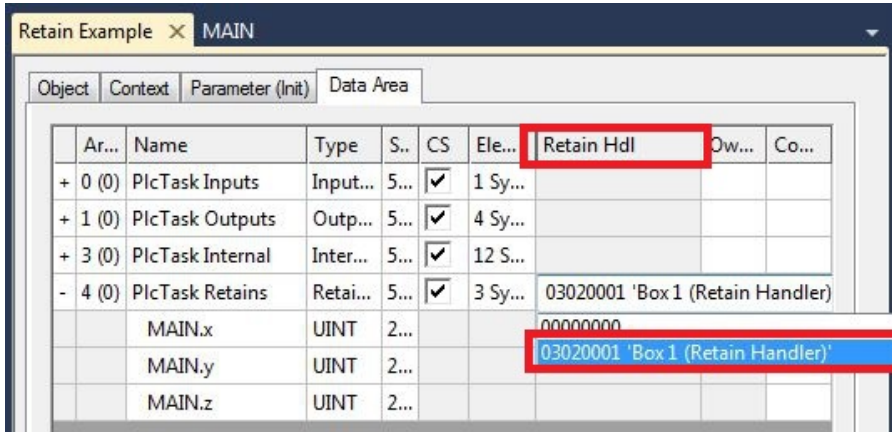 Retain Example × MAIN
Object Context Parameter (Init) Data Area
Ar... Name Type S.. CS Ele... Retain Hdl Ow... Co...
+ 0 (0) PlcTask Inputs Input... 5... 1 Sy...
+ 1 (0) PlcTask Outputs Outp... 5... 4 Sy...
+ 3 (0) PlcTask Internal Inter... 5... 12 S...
- 4 (0) PlcTask Retains Retai... 5... 3 Sy... 03020001 'Box 1 (Retain Handler)
MAIN.x UINT 2... 00000000
03020001 'Box 1 (Retain Handler)'
MAIN.y UINT 2...
MAIN.z UINT 2...